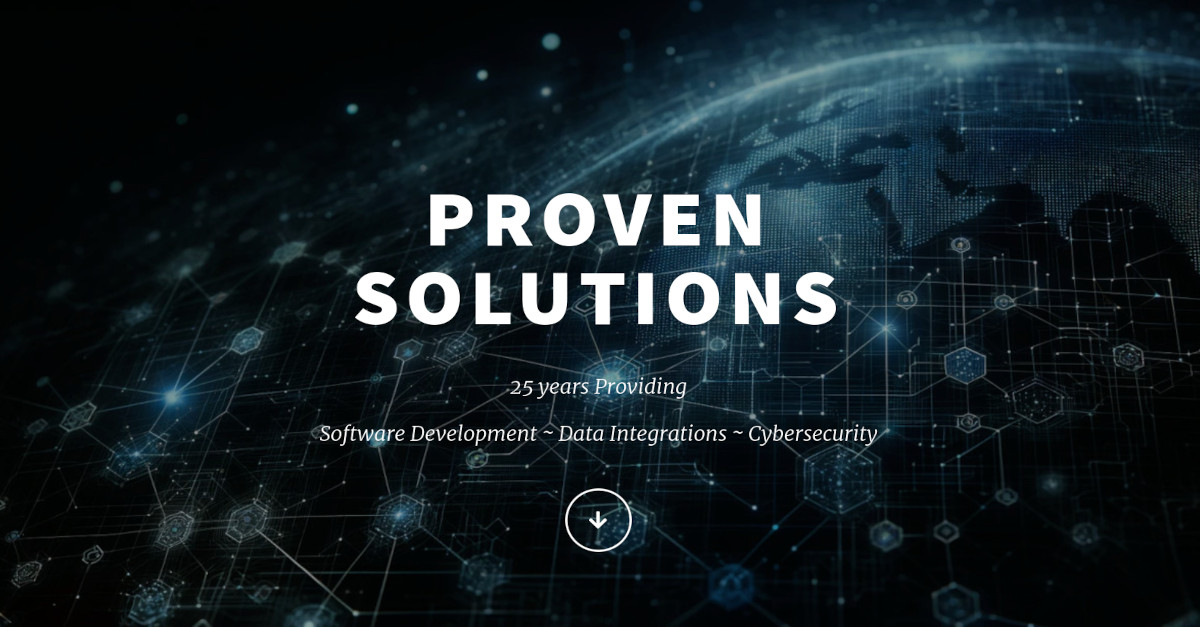 PROVEN
SOLUTIONS
25 years Providing
Software Development ~ Data Integrations ~ Cybersecurity